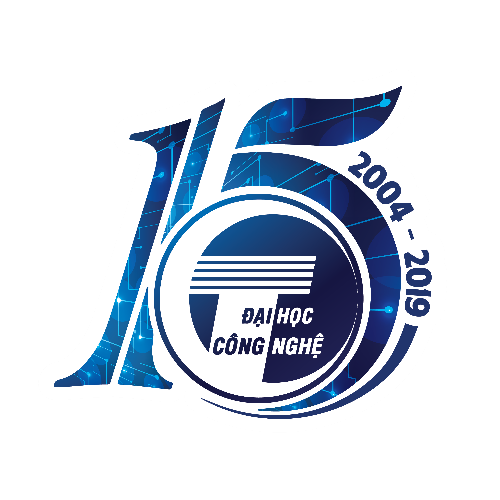 15
2004 - 2019
ĐẠI HỌC
CÔNG NGHỆ